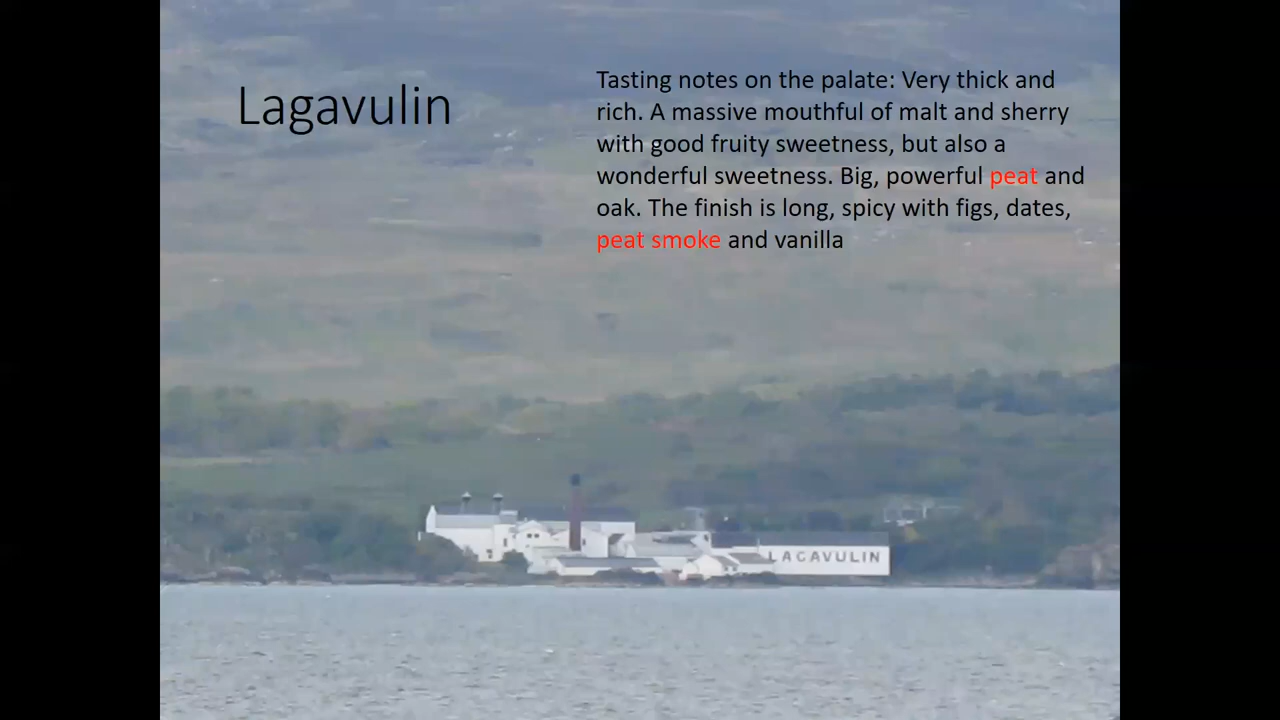 Lagavulin
Tasting notes on the palate: Very thick and
rich. A massive mouthful of malt and sherry
with good fruity sweetness, but also a
wonderful sweetness. Big, powerful peat and
oak. The finish is long, spicy with figs, dates,
peat smoke and vanilla
LAGAVULIN